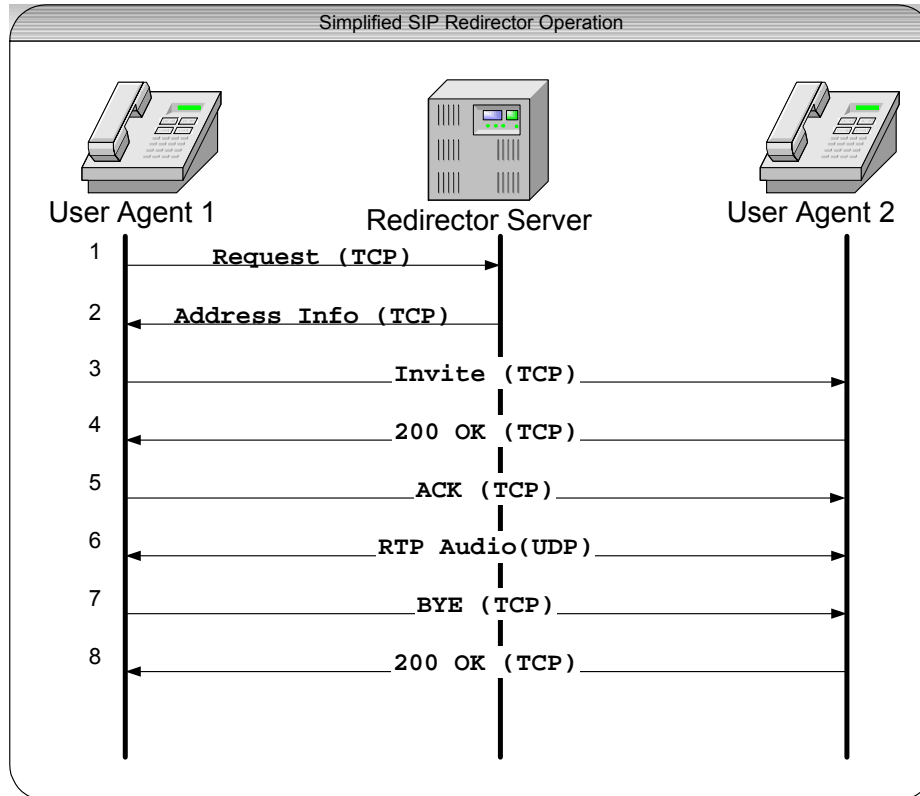 Simplified SIP Redirector Operation
User Agent 1
Redirector Server
User Agent 2
1 Request (TCP)
2 Address Info (TCP)
3 Invite (TCP)
4 200 OK (TCP)
5 ACK (TCP)
6 RTP Audio(UDP)
7 BYE (TCP)
8 200 OK (TCP)